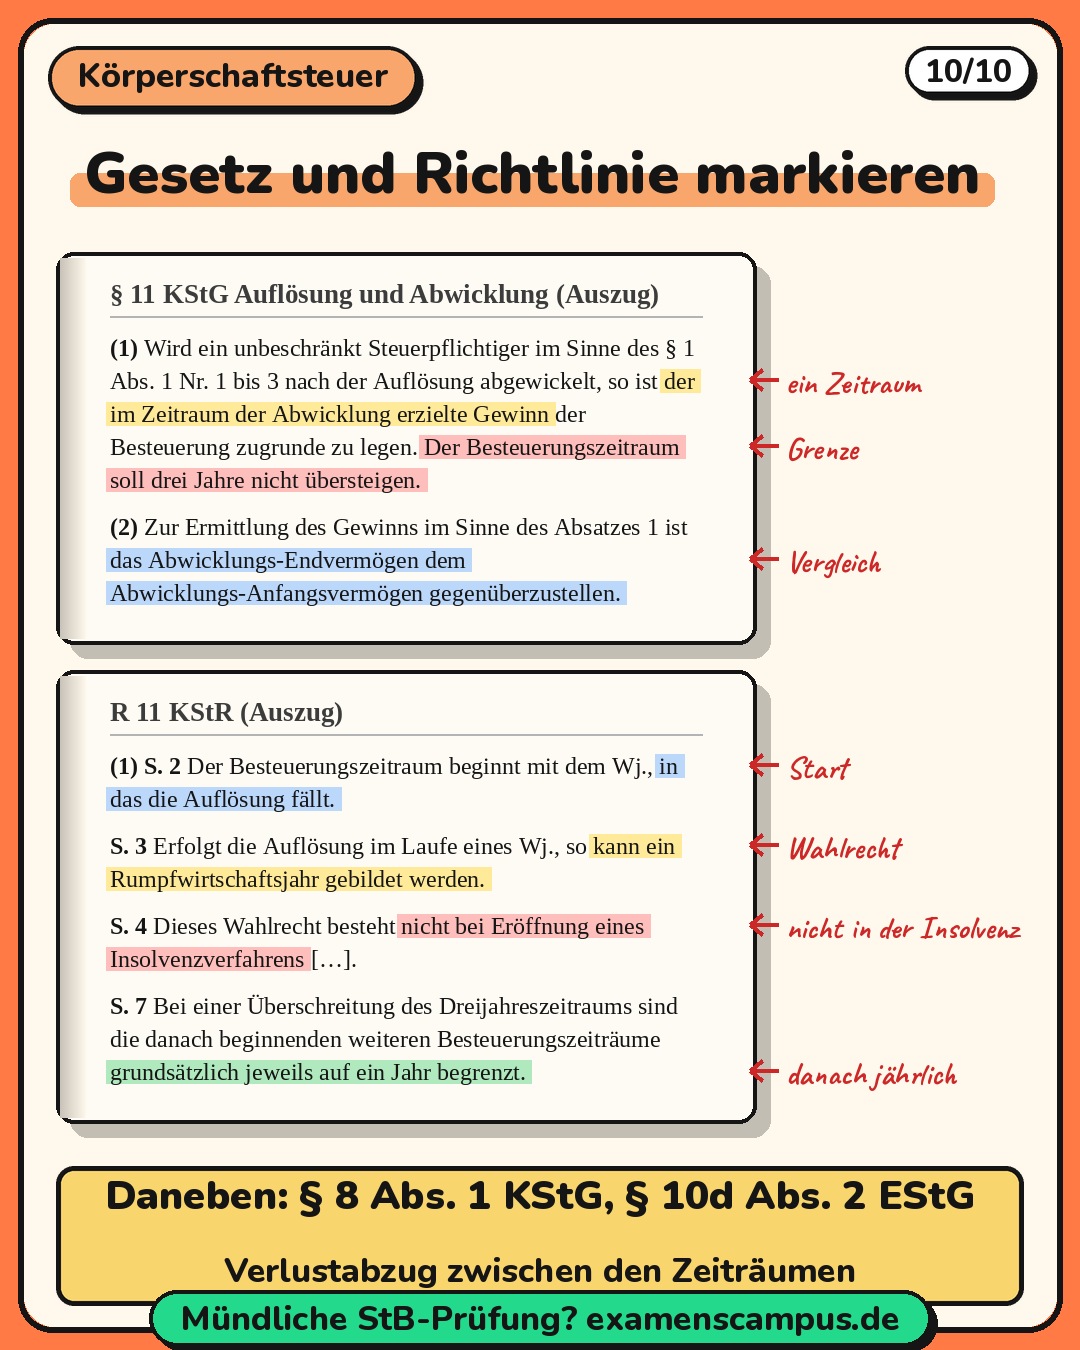 Körperschaftsteuer
10/10
Gesetz und Richtlinie markieren
§ 11 KStG Auflösung und Abwicklung (Auszug)
(1) Wird ein unbeschränkt Steuerpflichtiger im Sinne des § 1
Abs. 1 Nr. 1 bis 3 nach der Auflösung abgewickelt, so ist der
im Zeitraum der Abwicklung erzielte Gewinn der
Besteuerung zugrunde zu legen. Der Besteuerungszeitraum
soll drei Jahre nicht übersteigen.
ein Zeitraum
Grenze
(2) Zur Ermittlung des Gewinns im Sinne des Absatzes 1 ist
das Abwicklungs-Endvermögen dem
Abwicklungs-Anfangsvermögen gegenüberzustellen.
Vergleich
R 11 KStR (Auszug)
(1) S. 2 Der Besteuerungszeitraum beginnt mit dem Wj., in
das die Auflösung fällt.
Start
S. 3 Erfolgt die Auflösung im Laufe eines Wj., so kann ein
Rumpfwirtschaftsjahr gebildet werden.
Wahlrecht
S. 4 Dieses Wahlrecht besteht nicht bei Eröffnung eines
Insolvenzverfahrens […].
nicht in der Insolvenz
S. 7 Bei einer Überschreitung des Dreijahreszeitraums sind
die danach beginnenden weiteren Besteuerungszeiträume
grundsätzlich jeweils auf ein Jahr begrenzt.
danach jährlich
Daneben: § 8 Abs. 1 KStG, § 10d Abs. 2 EStG
Verlustabzug zwischen den Zeiträumen
Mündliche StB-Prüfung? examenscampus.de